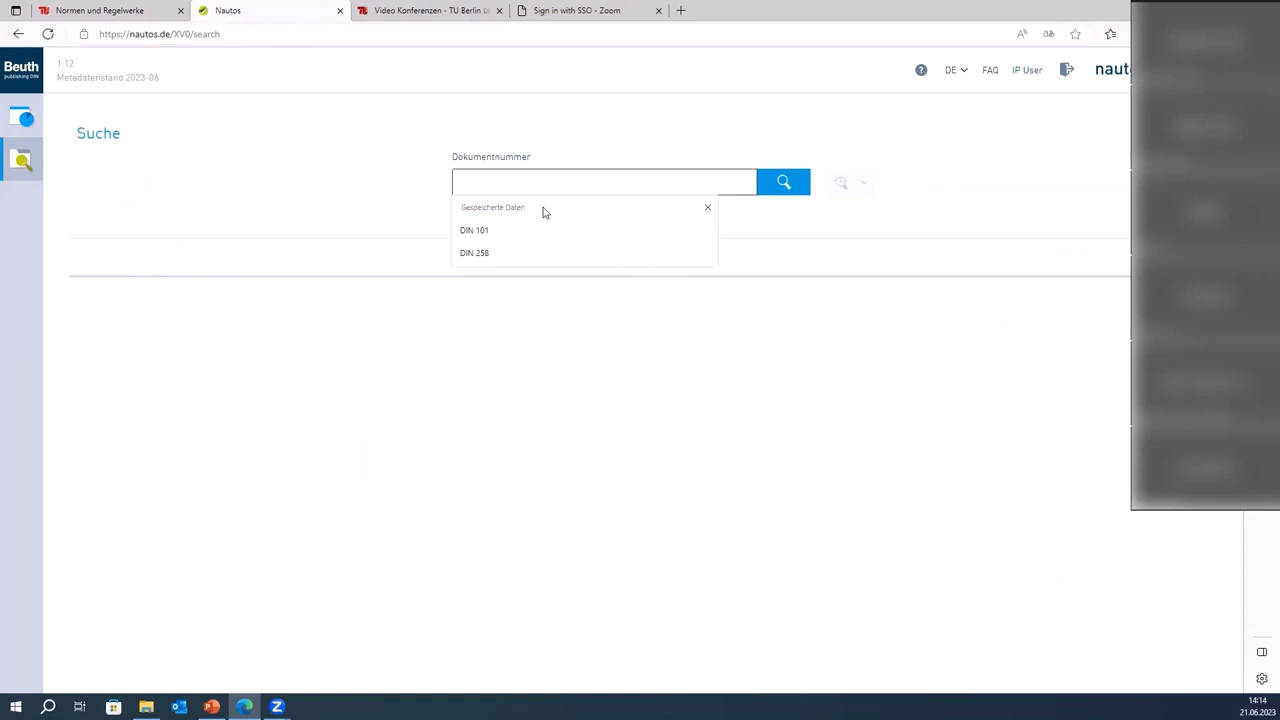 Normen und Regelwerke
Nautos
Video Konferenzen - TU Berlin ü
Sign in with SSO - Zoom
https://nautos.de/XV0/search
Beuth
publishing DIN
1.12
Metadatenstand 2023-06
DE
FAQ
IP User
naut
Suche
Dokumentnummer
Gespeicherte Daten
DIN 101
DIN 258
14:14
21.06.2023